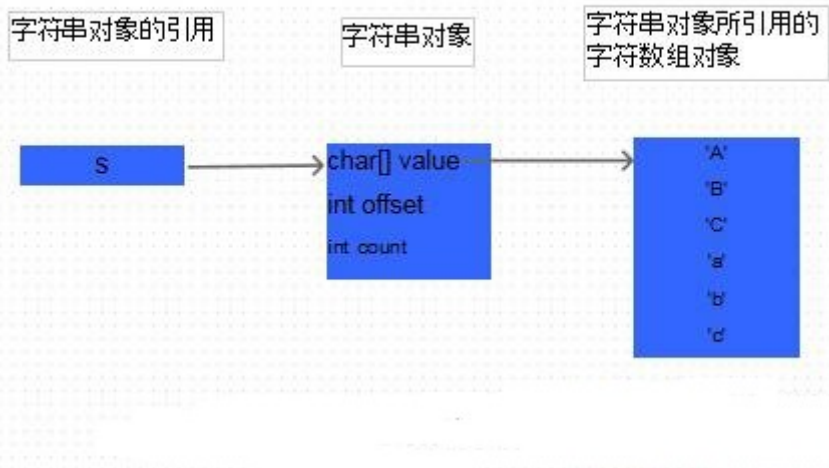 字符串对象的引用
字符串对象
字符串对象所引用的
字符数组对象
s
char[] value
int offset
int count
'A'
'B'
'C'
'a'
'b'
'c'